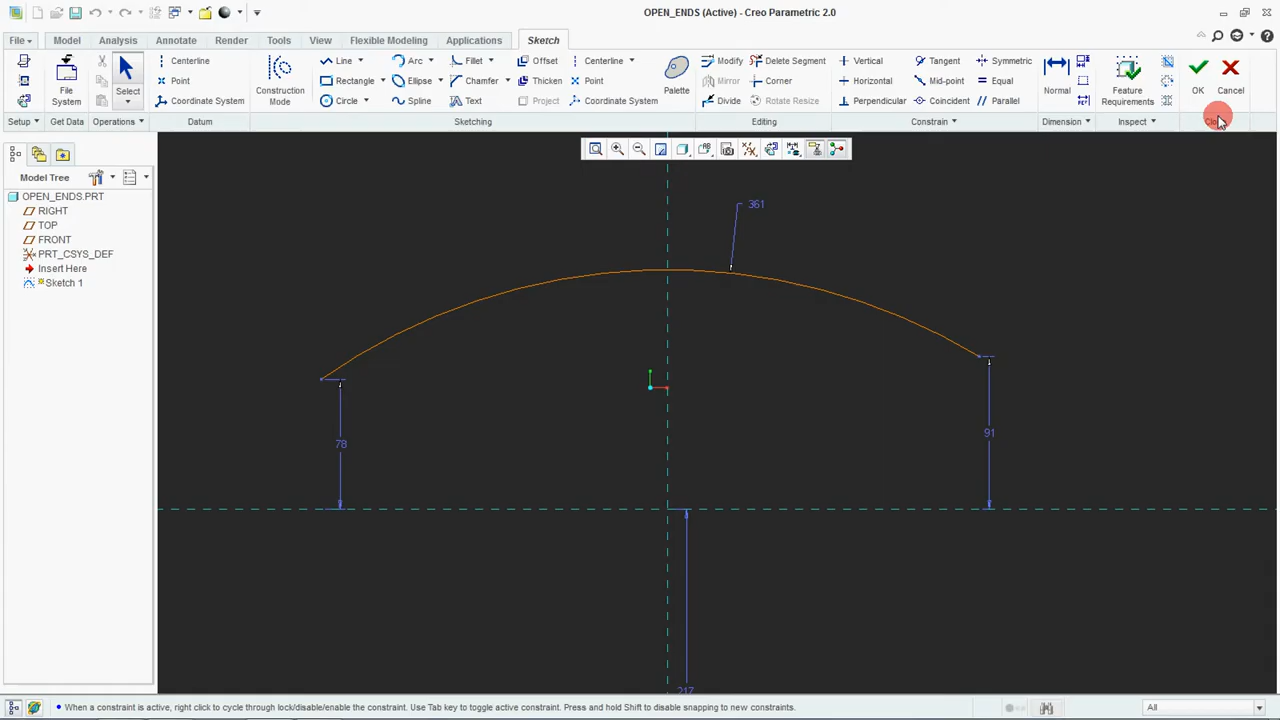 OPEN_ENDS (Active) - Creo Parametric 2.0
File Model Analysis Annotate Render Tools View Flexible Modeling Applications Sketch
Centerline Line Arc Fillet Offset Centerline Modify Delete Segment Vertical Tangent Symmetric
Point Rectangle Ellipse Chamfer Thicken Point Mirror Corner Horizontal Mid-point Equal
Coordinate System Circle Spline Text Project Coordinate System Divide Rotate Resize Perpendicular Coincident Parallel
File System Select Construction Mode Palette Normal Feature Requirements OK Cancel
Setup Get Data Operations Datum Sketching Editing Constrain Dimension Inspect
Model Tree
OPEN_ENDS.PRT
RIGHT
TOP
FRONT
PRT_CSYS_DEF
Insert Here
Sketch 1
361
78
91
217
When a constraint is active, right click to cycle through lock/disable/enable the constraint. Use Tab key to toggle active constraint. Press and hold Shift to disable snapping to new constraints.
All